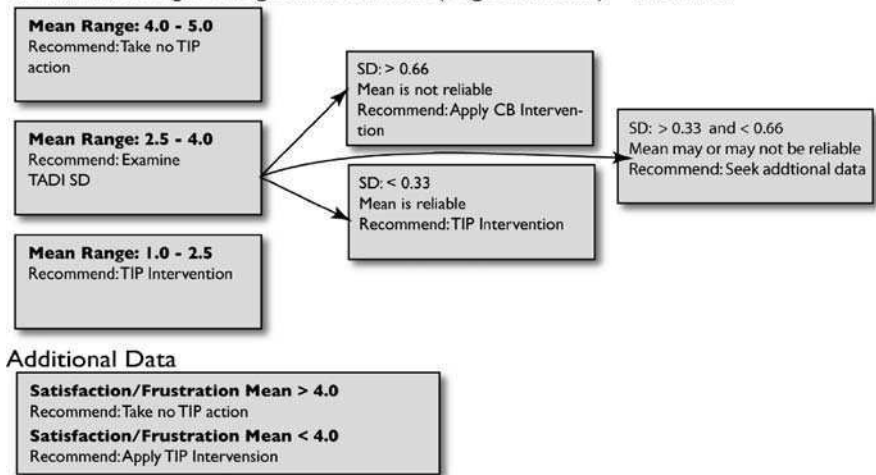 Mean Range: 4.0 - 5.0
Recommend: Take no TIP
action
Mean Range: 2.5 - 4.0
Recommend: Examine
TADI SD
Mean Range: 1.0 - 2.5
Recommend: TIP Intervention
SD: > 0.66
Mean is not reliable
Recommend: Apply CB Interven-
tion
SD: < 0.33
Mean is reliable
Recommend: TIP Intervention
SD: > 0.33 and < 0.66
Mean may or may not be reliable
Recommend: Seek addtional data
Additional Data
Satisfaction/Frustration Mean > 4.0
Recommend: Take no TIP action
Satisfaction/Frustration Mean < 4.0
Recommend: Apply TIP Intervension